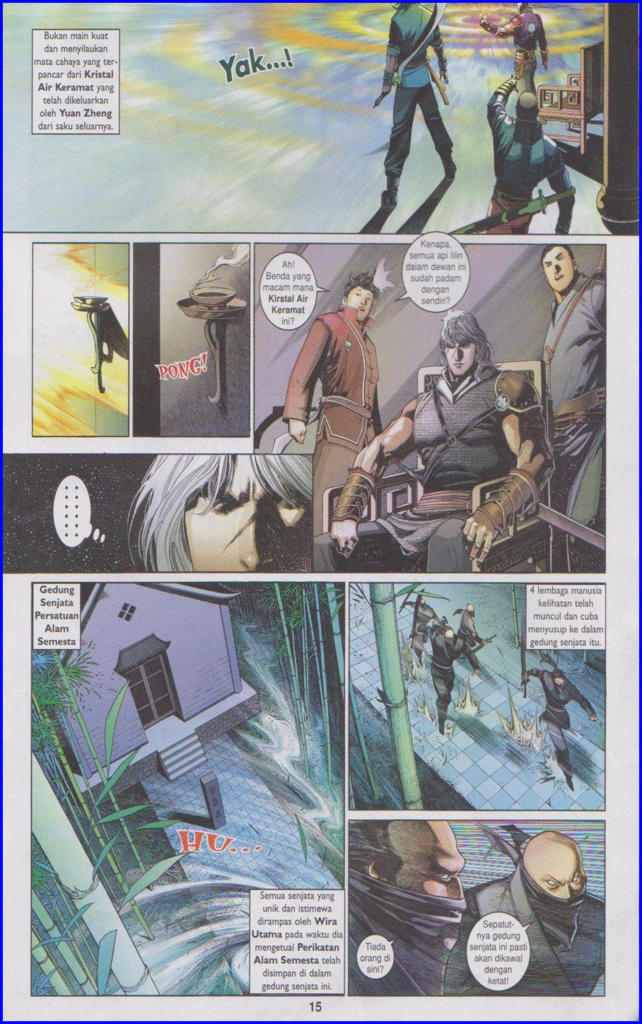 Bukan main kuat
dan menyilaukan
mata cahaya yang ter-
pancar dari Kristal
Air Keramat yang
telah dikeluarkan
oleh Yuan Zheng
dari saku seluarnya.
Yak...!
PONG!
Ah!
Benda yang
macam mana
Kirstal Air
Keramat
ini?
Kenapa,
semua api lilin
dalam dewan ini
sudah padam
dengan
sendiri?
Gedung
Senjata
Persatuan
Alam
Semesta
HU...
Semua senjata yang
unik dan istimewa
dirampas oleh Wira
Utama pada waktu dia
mengetuai Perikatan
Alam Semesta telah
disimpan di dalam
gedung senjata ini.
4 lembaga manusia
kelihatan telah
muncul dan cuba
menyusup ke dalam
gedung senjata itu.
Tiada
orang di
sini?
Sepatut-
nya gedung
senjata ini pasti
akan dikawal
dengan
ketat!
15